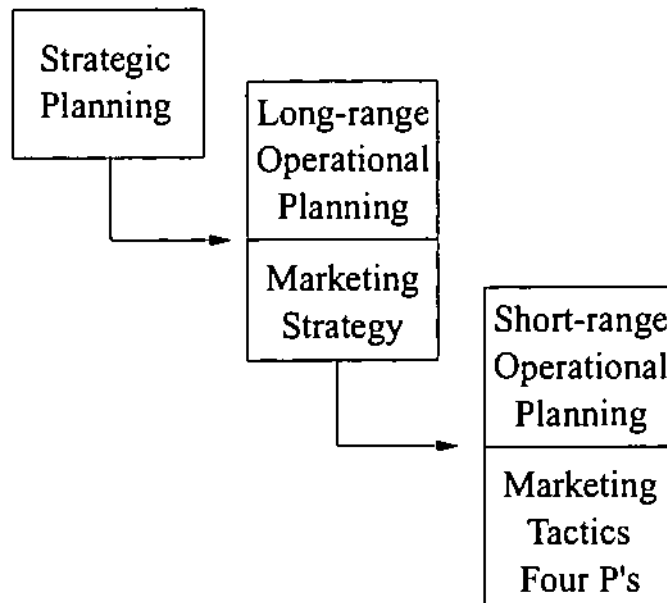 Strategic
Planning
Long-range
Operational
Planning
Marketing
Strategy
Short-range
Operational
Planning
Marketing
Tactics
Four P's